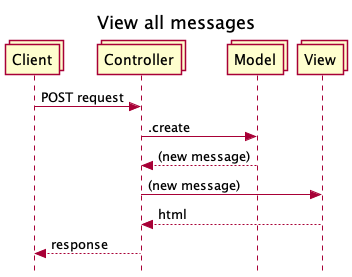 View all messages
Client Controller Model View
POST request
.create
(new message)
(new message)
html
response